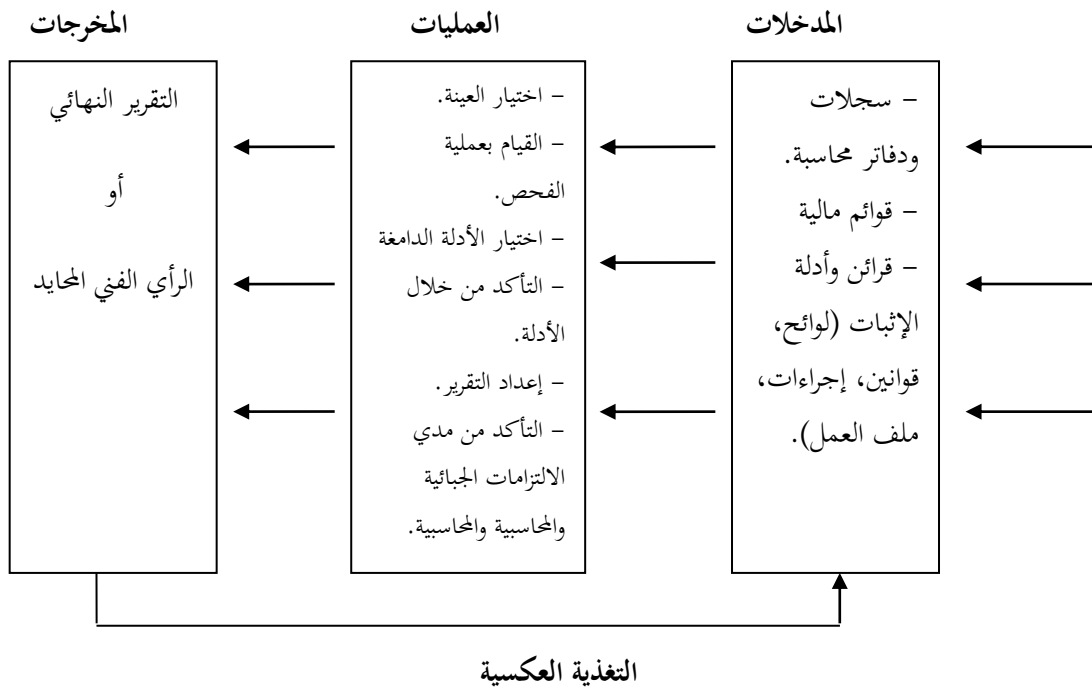 المدخلات
العمليات
المخرجات
– سجلات
ودفاتر محاسبة.
– قوائم مالية
– قرائن وأدلة
الإثبات (لوائح،
قوانين، إجراءات،
ملف العمل).
– اختيار العينة.
– القيام بعملية
الفحص.
– اختيار الأدلة الدامغة
– التأكد من خلال
الأدلة.
– إعداد التقرير.
– التأكد من مدي
الالتزامات الجبائية
والمحاسبية والمحاسبية.
التقرير النهائي
أو
الرأي الفني المحايد
التغذية العكسية